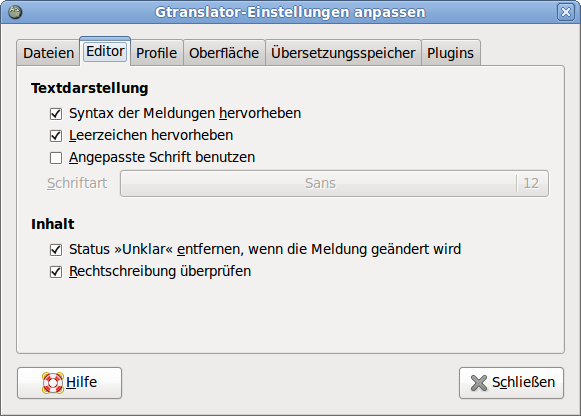 Gtranslator-Einstellungen anpassen
Dateien Editor Profile Oberfläche Übersetzungsspeicher Plugins
Textdarstellung
Syntax der Meldungen hervorheben
Leerzeichen hervorheben
Angepasste Schrift benutzen
Schriftart Sans 12
Inhalt
Status »Unklar« entfernen, wenn die Meldung geändert wird
Rechtschreibung überprüfen
Hilfe Schließen